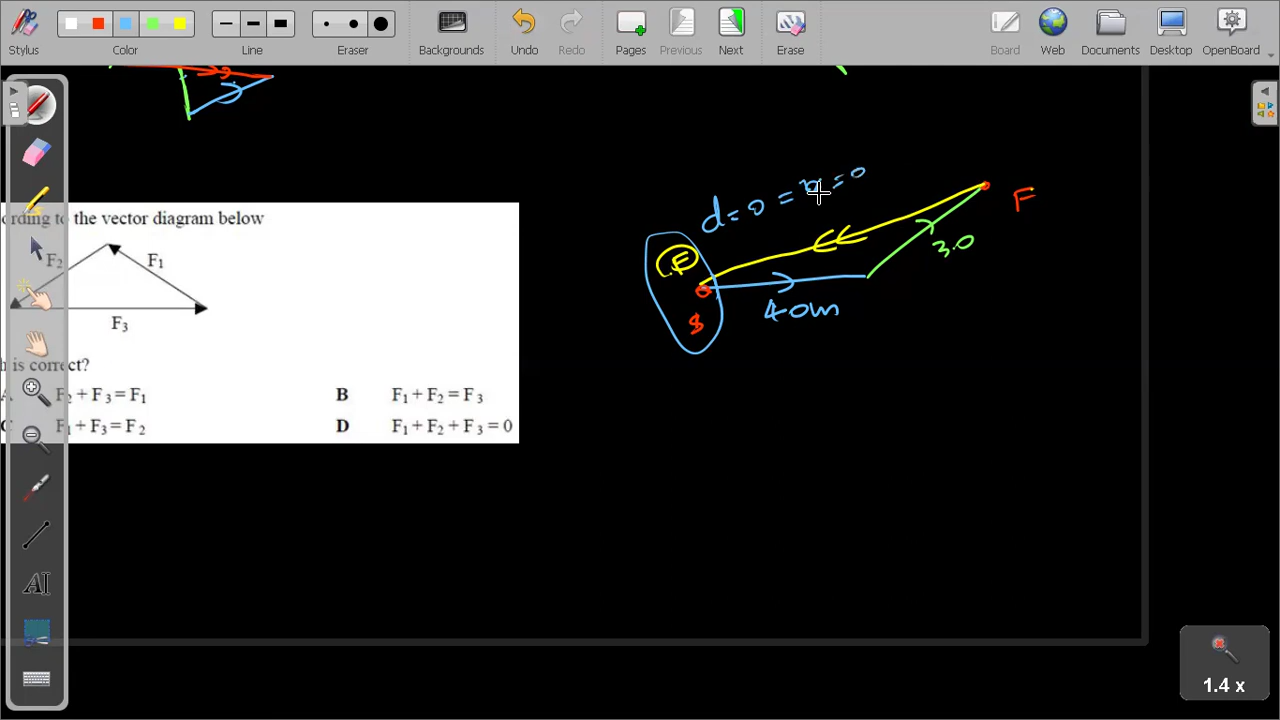 Stylus
Color
Line
Eraser
Backgrounds
Undo
Redo
Pages
Previous
Next
Erase
Board
Web
Documents
Desktop
OpenBoard
ording to the vector diagram below
F2
F1
F3
h is correct?
F2 + F3 = F1
B F1 + F2 = F3
F1 + F3 = F2
D F1 + F2 + F3 = 0
d = 0 = = 0
F
F
3.0
40m
S
AI
1.4 x